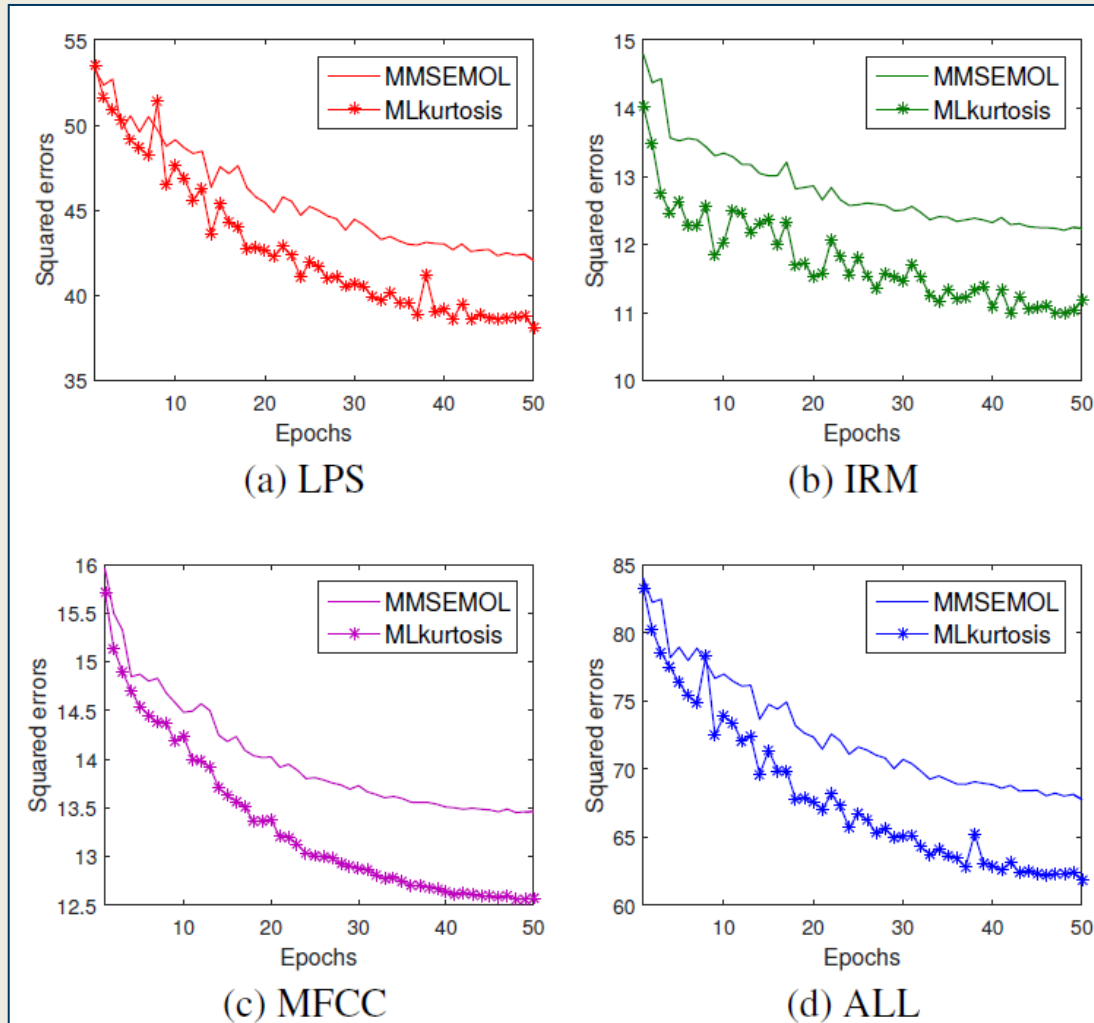 MMSEMOL
MLkurtosis
Squared errors
55
50
45
40
35
10 20 30 40 50
Epochs
(a) LPS
MMSEMOL
MLkurtosis
Squared errors
15
14
13
12
11
10
10 20 30 40 50
Epochs
(b) IRM
MMSEMOL
MLkurtosis
Squared errors
16
15.5
15
14.5
14
13.5
13
12.5
10 20 30 40 50
Epochs
(c) MFCC
MMSEMOL
MLkurtosis
Squared errors
85
80
75
70
65
60
10 20 30 40 50
Epochs
(d) ALL